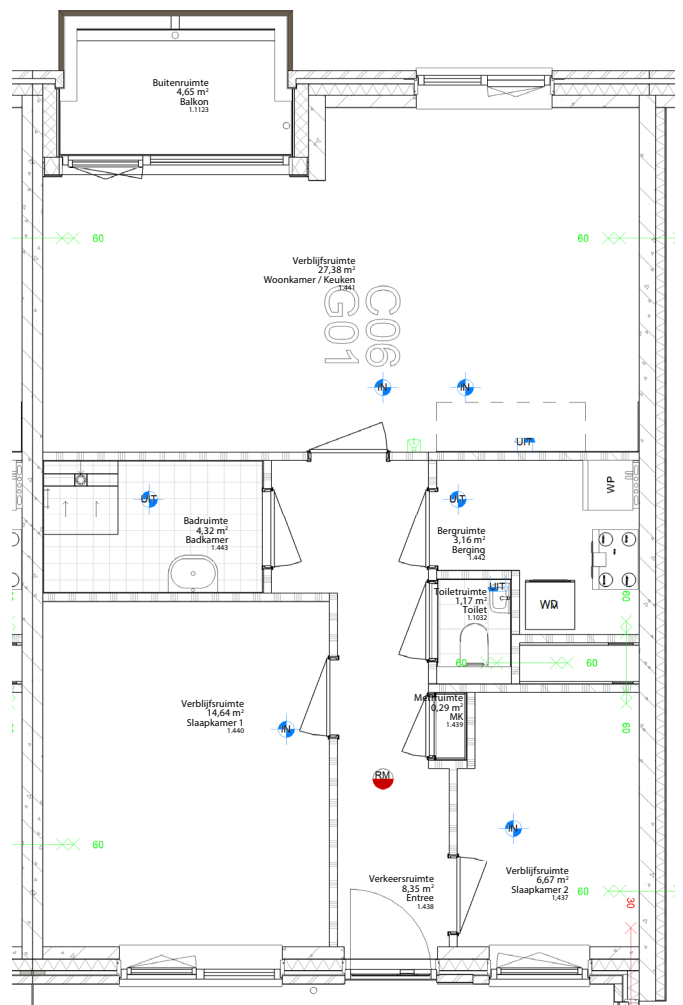 Buitenruimte
4,65 m²
Balkon
1.1123
60
60
Verblijfsruimte
27,38 m²
Woonkamer / Keuken
1.441
C06
G01
IN
IN
UIT
UIT
Badruimte
4,32 m²
Badkamer
1.443
UIT
Bergruimte
3,16 m²
Berging
1.442
WP
WD
Toiletruimte
1,17 m²
Toilet
1.1032
UIT
60
60
60
60
Meterruimte
0,29 m²
MK
1.439
Verblijfsruimte
14,64 m²
Slaapkamer 1
1.440
IN
RM
IN
60
Verkeersruimte
8,35 m²
Entree
1.438
Verblijfsruimte
6,67 m²
Slaapkamer 2
1,437
60
30